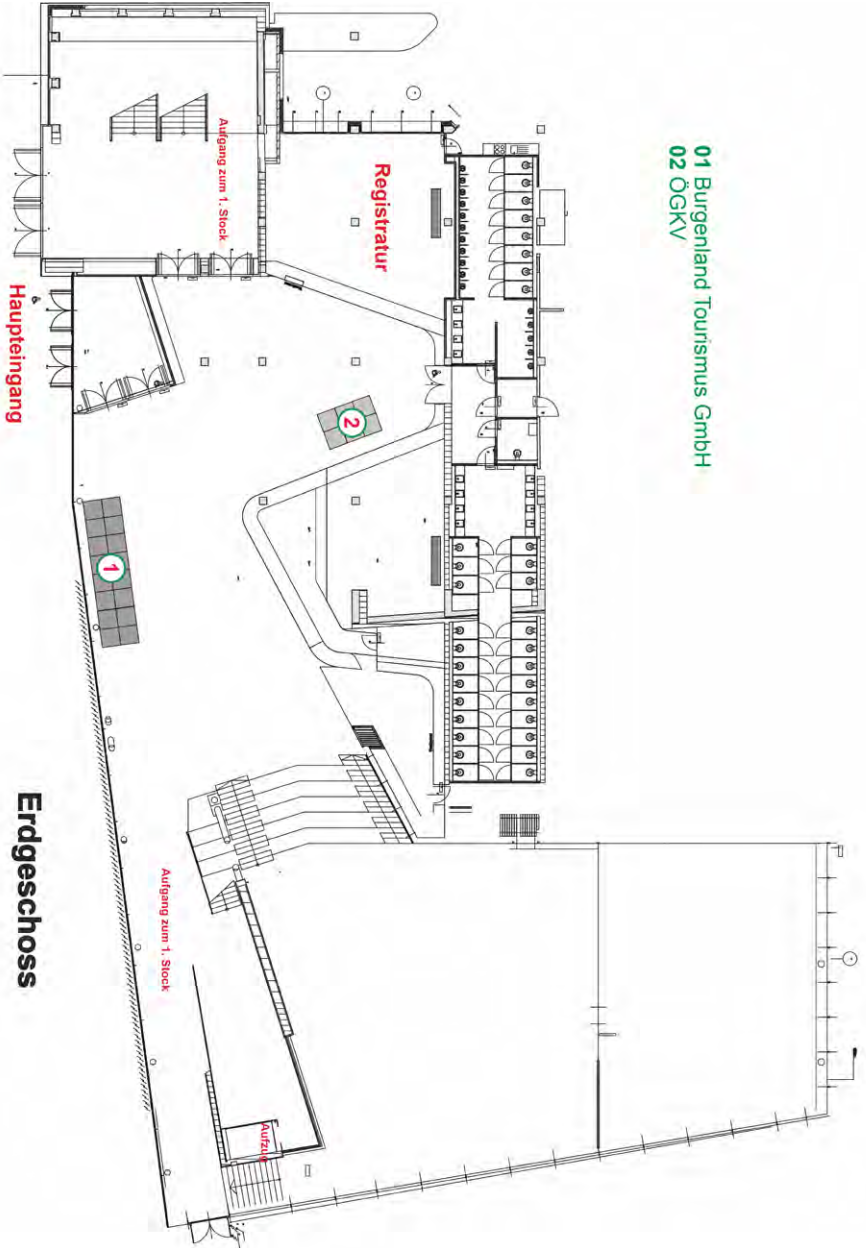 01 Burgenland Tourismus GmbH
02 ÖGKV
Registratur
Aufgang zum 1. Stock
Haupteingang
2
1
Aufgang zum 1. Stock
Aufzug
Erdgeschoss